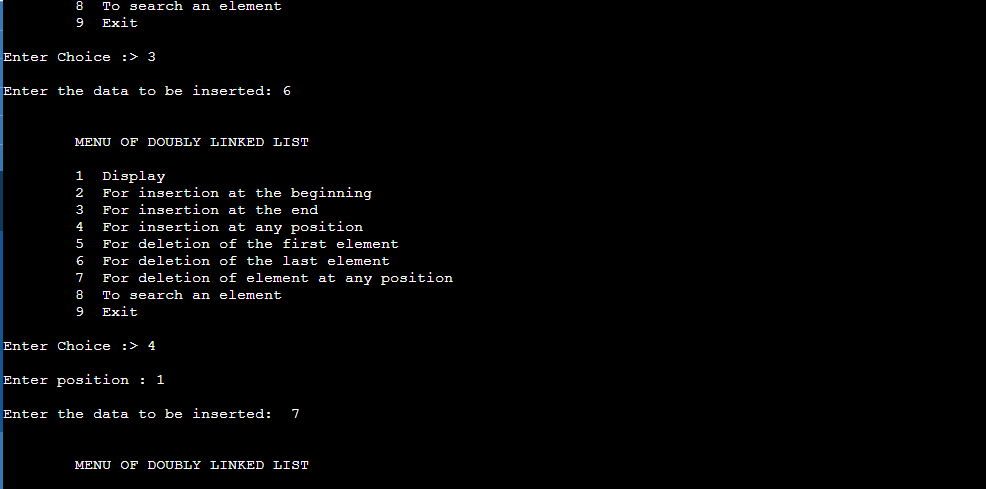 8 To search an element
9 Exit
Enter Choice :> 3
Enter the data to be inserted: 6
MENU OF DOUBLY LINKED LIST
1 Display
2 For insertion at the beginning
3 For insertion at the end
4 For insertion at any position
5 For deletion of the first element
6 For deletion of the last element
7 For deletion of element at any position
8 To search an element
9 Exit
Enter Choice :> 4
Enter position : 1
Enter the data to be inserted: 7
MENU OF DOUBLY LINKED LIST